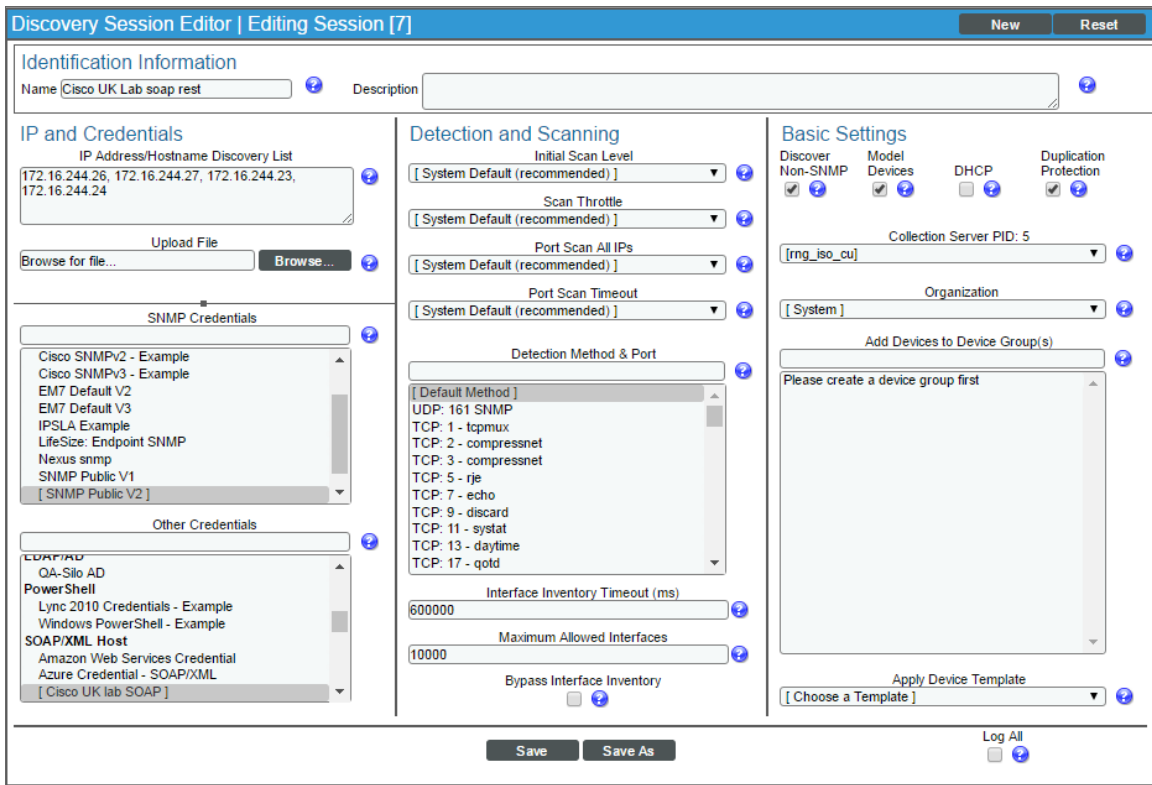 Discovery Session Editor | Editing Session [7]
New
Reset
Identification Information
Name
Cisco UK Lab soap rest
Description
IP and Credentials
IP Address/Hostname Discovery List
172.16.244.26, 172.16.244.27, 172.16.244.23,
172.16.244.24
Upload File
Browse for file...
Browse...
SNMP Credentials
Cisco SNMPv2 - Example
Cisco SNMPv3 - Example
EM7 Default V2
EM7 Default V3
IPSLA Example
LifeSize: Endpoint SNMP
Nexus snmp
SNMP Public V1
[ SNMP Public V2 ]
Other Credentials
LDAP/AD
QA-Silo AD
PowerShell
Lync 2010 Credentials - Example
Windows PowerShell - Example
SOAP/XML Host
Amazon Web Services Credential
Azure Credential - SOAP/XML
[ Cisco UK lab SOAP ]
Detection and Scanning
Initial Scan Level
[ System Default (recommended) ]
Scan Throttle
[ System Default (recommended) ]
Port Scan All IPs
[ System Default (recommended) ]
Port Scan Timeout
[ System Default (recommended) ]
Detection Method & Port
[ Default Method ]
UDP: 161 SNMP
TCP: 1 - tcpmux
TCP: 2 - compressnet
TCP: 3 - compressnet
TCP: 5 - rje
TCP: 7 - echo
TCP: 9 - discard
TCP: 11 - systat
TCP: 13 - daytime
TCP: 17 - qotd
Interface Inventory Timeout (ms)
600000
Maximum Allowed Interfaces
10000
Bypass Interface Inventory
Basic Settings
Discover
Non-SNMP
Model
Devices
DHCP
Duplication
Protection
Collection Server PID: 5
[rng_iso_cu]
Organization
[ System ]
Add Devices to Device Group(s)
Please create a device group first
Apply Device Template
[ Choose a Template ]
Save
Save As
Log All